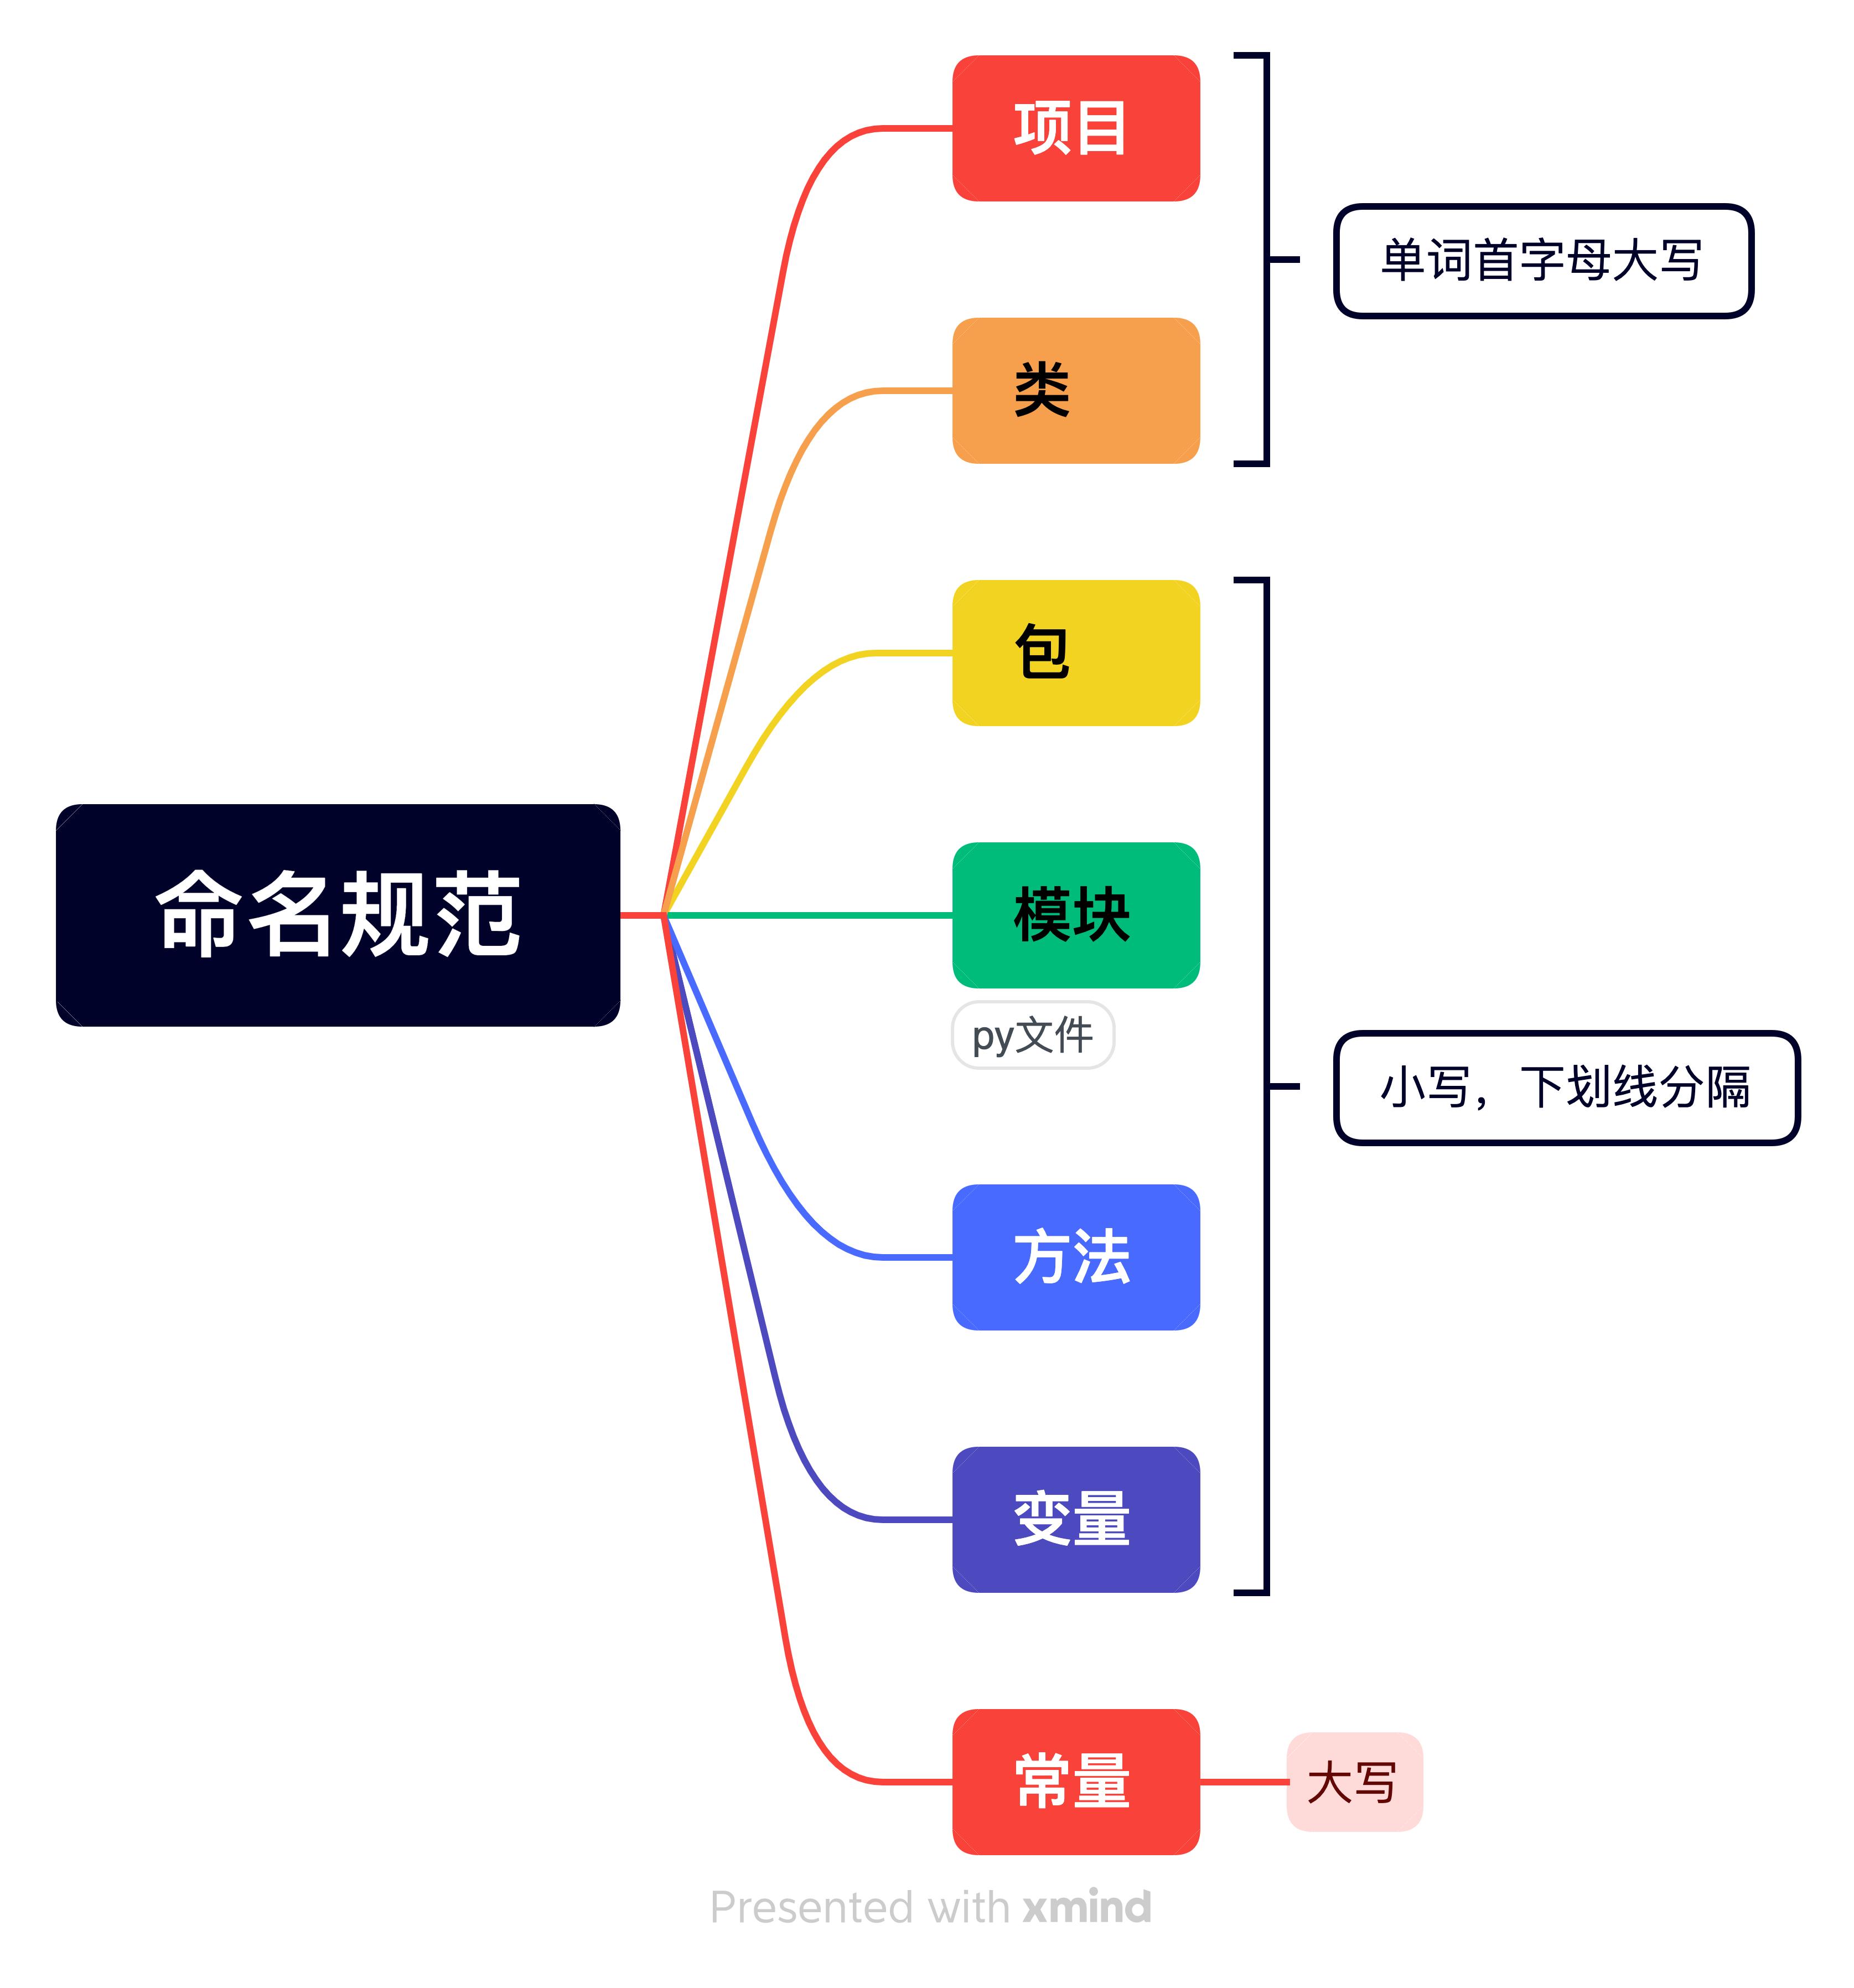 项目
单词首字母大写
类
包
命名规范
模块
py文件
小写，下划线分隔
方法
变量
常量
大写
Presented with xmind